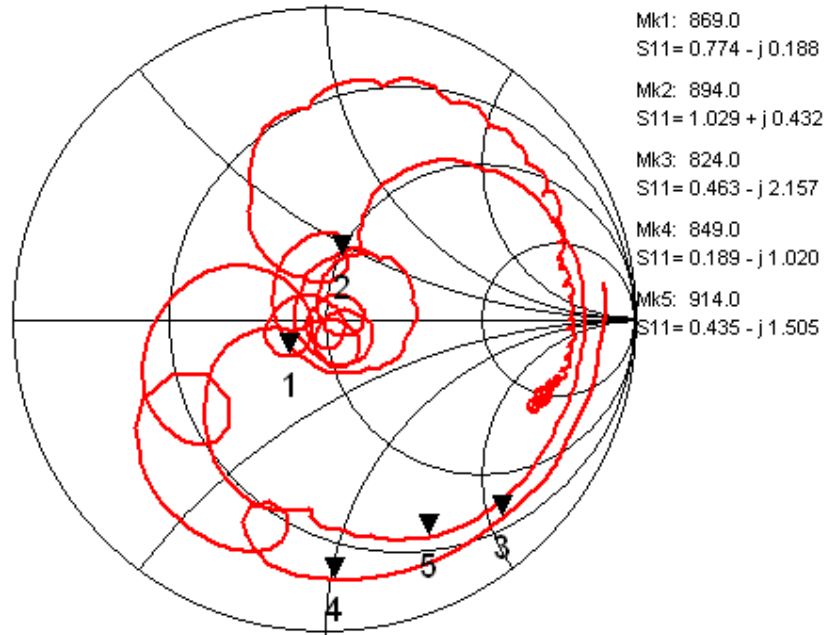 Mk1: 869.0
S11= 0.774 - j 0.188
Mk2: 894.0
S11= 1.029 + j 0.432
Mk3: 824.0
S11= 0.463 - j 2.157
Mk4: 849.0
S11= 0.189 - j 1.020
Mk5: 914.0
S11= 0.435 - j 1.505
2
1
5
3
4